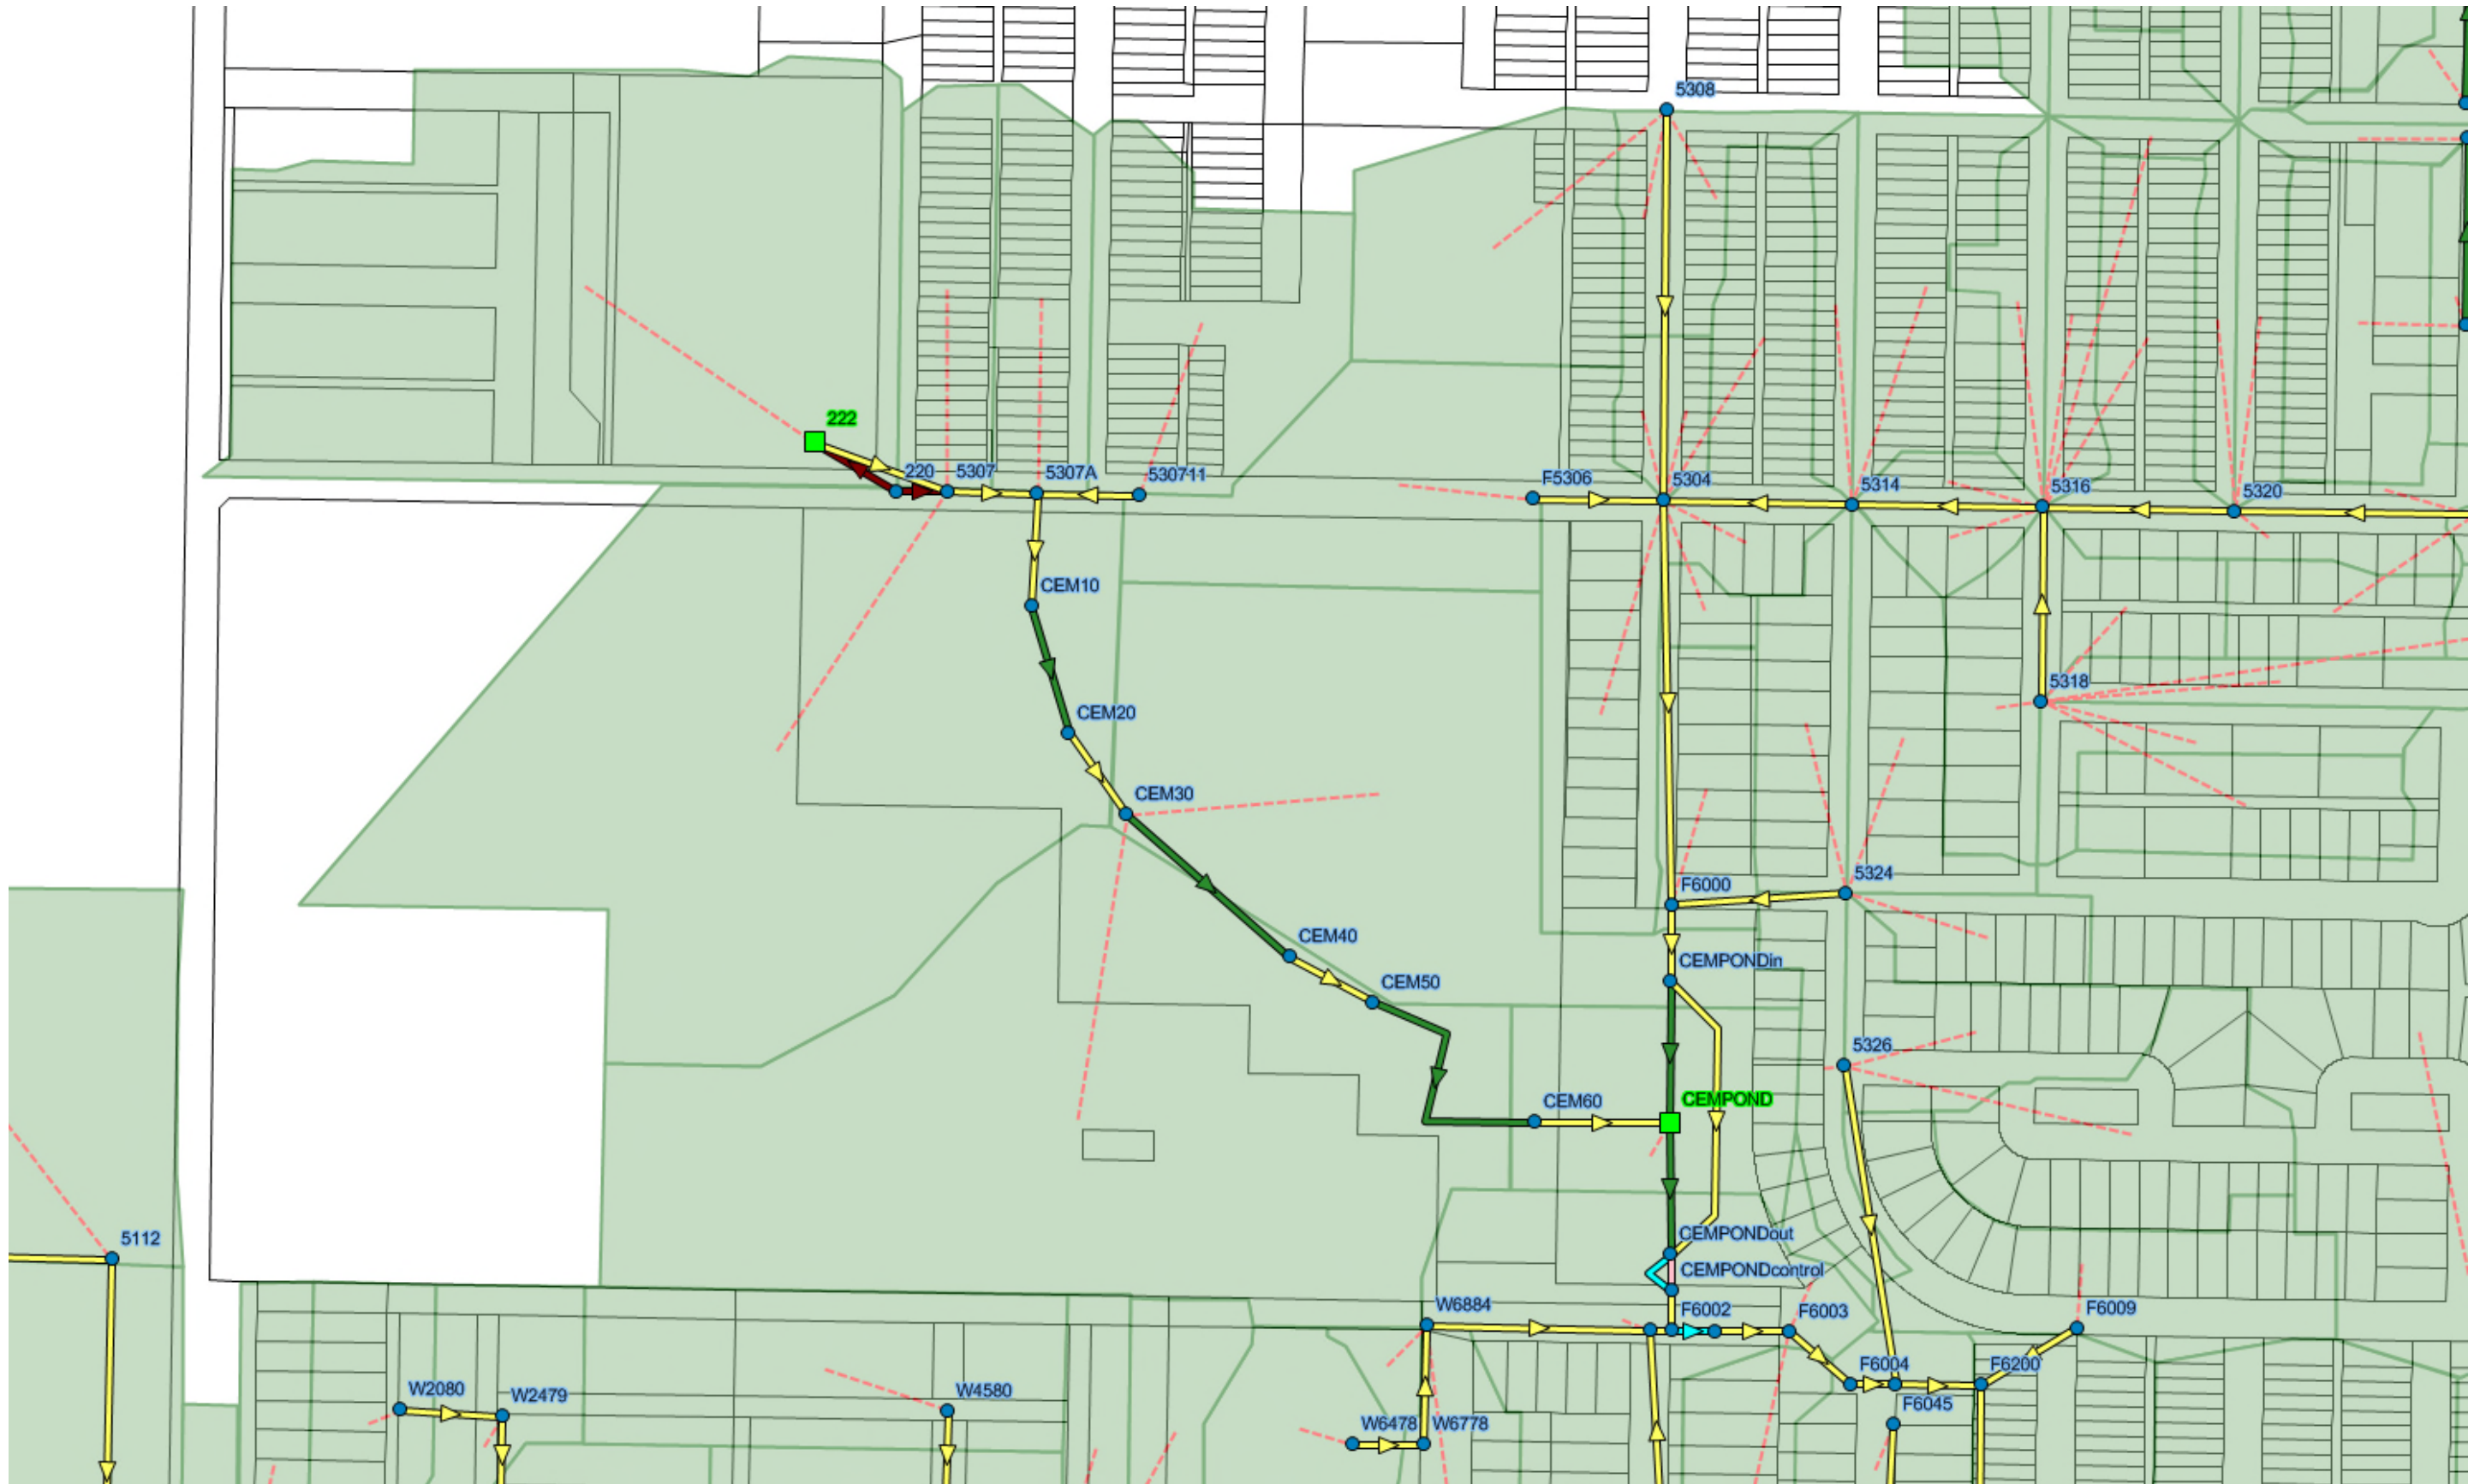 5308
222
220
5307
5307A
530711
F5306
5304
5314
5316
5320
CEM10
5318
CEM20
CEM30
5324
F6000
CEM40
CEMPONDin
CEM50
5326
CEM60
CEMPOND
5112
CEMPONDout
CEMPONDcontrol
W6884
F6002
F6003
F6009
F6004
F6200
W2080
W2479
W4580
F6045
W6478
W6778